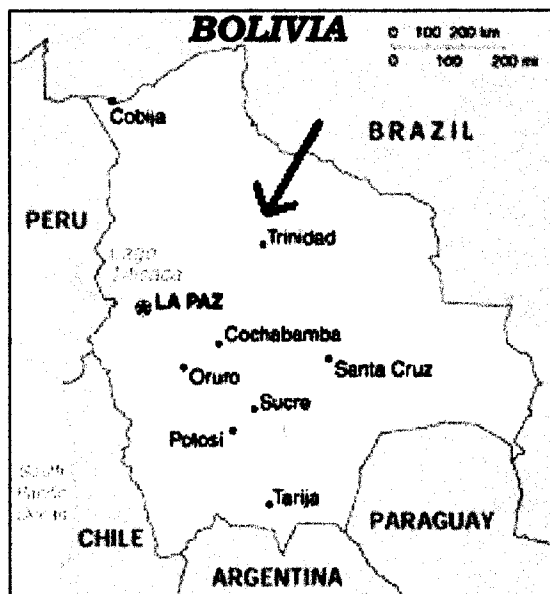 BOLIVIA
0 100 200 km
0 100 200 mi
Cobija
BRAZIL
PERU
Trinidad
Lago
LA PAZ
Cochabamba
Oruro
Santa Cruz
Sucre
Potosi
Tarija
PARAGUAY
CHILE
ARGENTINA